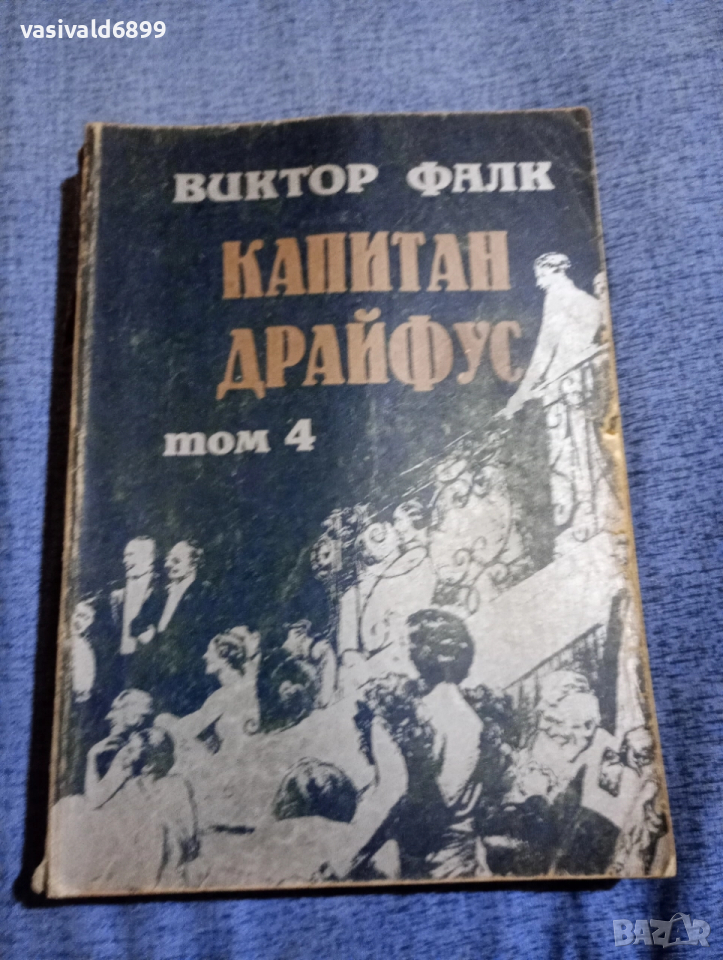 vasivald6899
ВИКТОР ФАЛК
КАПИТАН
ДРАЙФУС
том 4
BAZAR